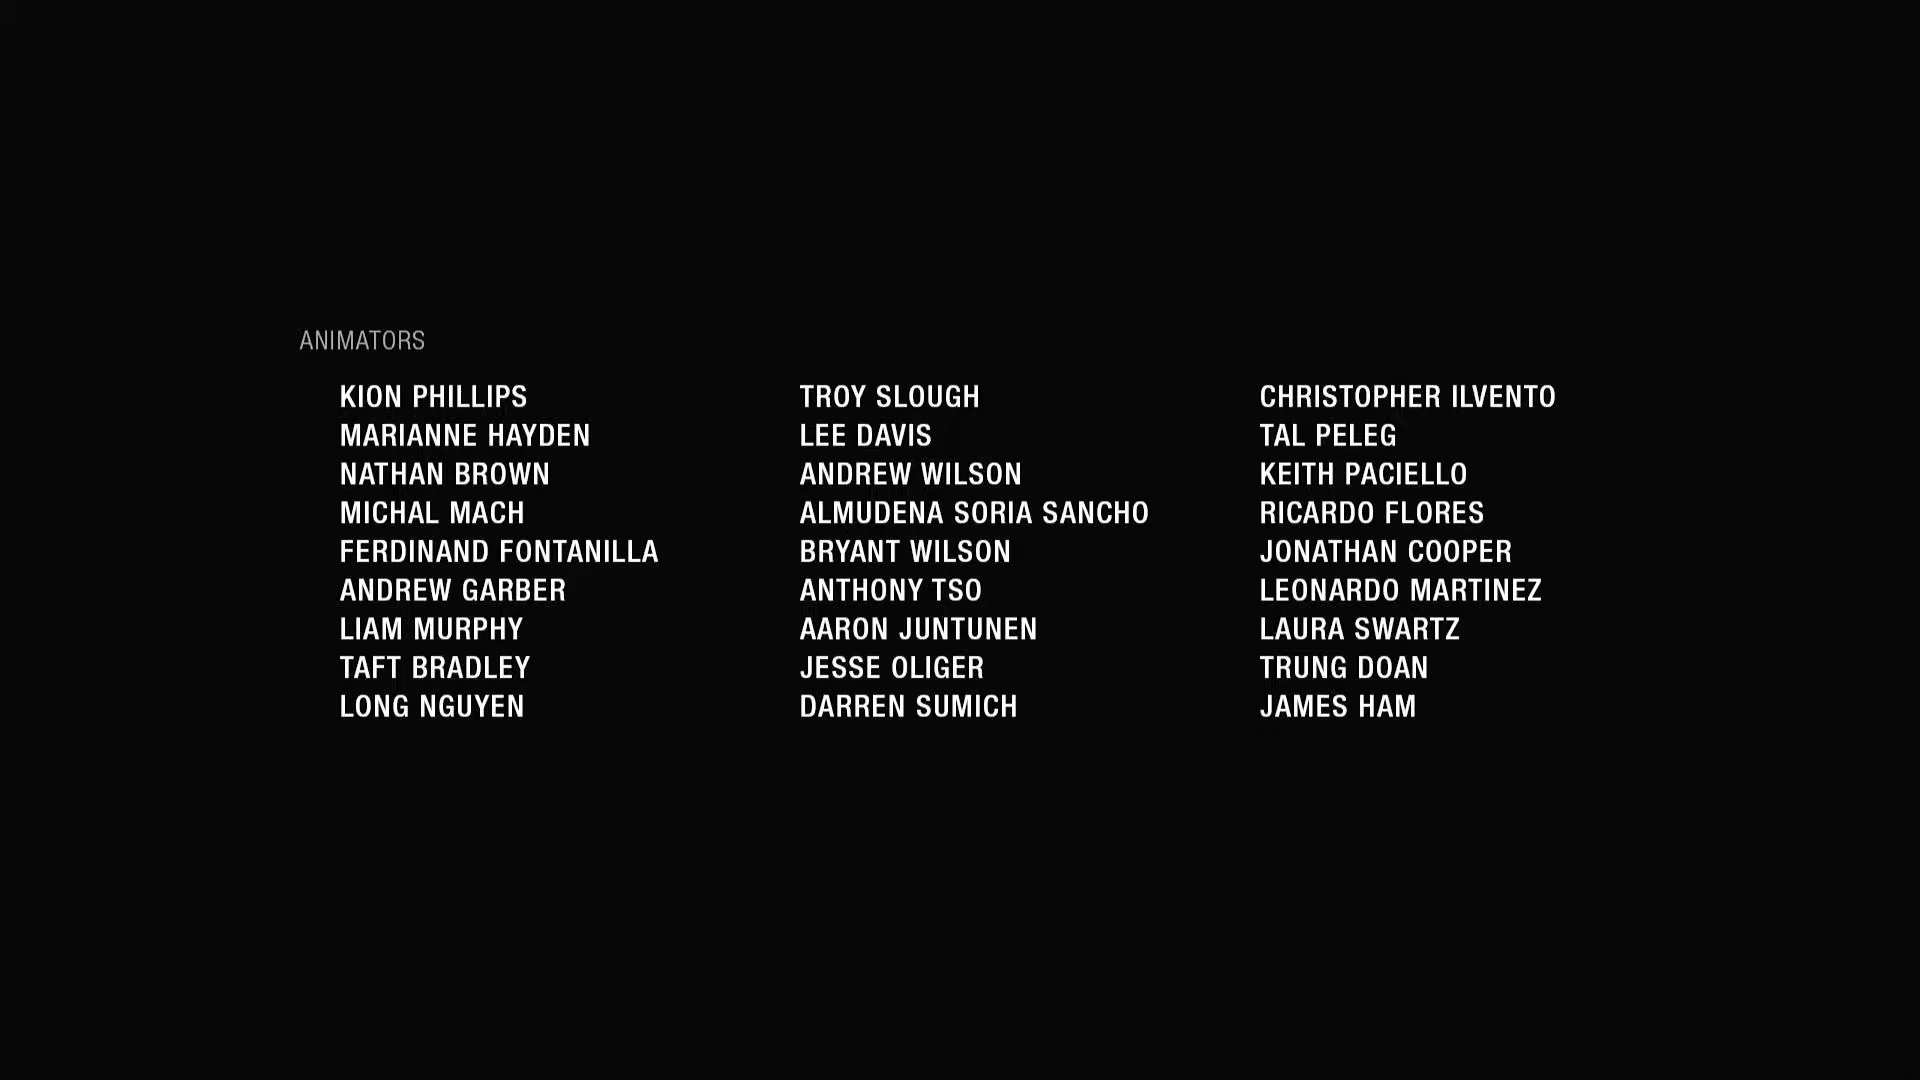 ANIMATORS
KION PHILLIPS
MARIANNE HAYDEN
NATHAN BROWN
MICHAL MACH
FERDINAND FONTANILLA
ANDREW GARBER
LIAM MURPHY
TAFT BRADLEY
LONG NGUYEN
TROY SLOUGH
LEE DAVIS
ANDREW WILSON
ALMUDENA SORIA SANCHO
BRYANT WILSON
ANTHONY TSO
AARON JUNTUNEN
JESSE OLIGER
DARREN SUMICH
CHRISTOPHER ILVENTO
TAL PELEG
KEITH PACIELLO
RICARDO FLORES
JONATHAN COOPER
LEONARDO MARTINEZ
LAURA SWARTZ
TRUNG DOAN
JAMES HAM